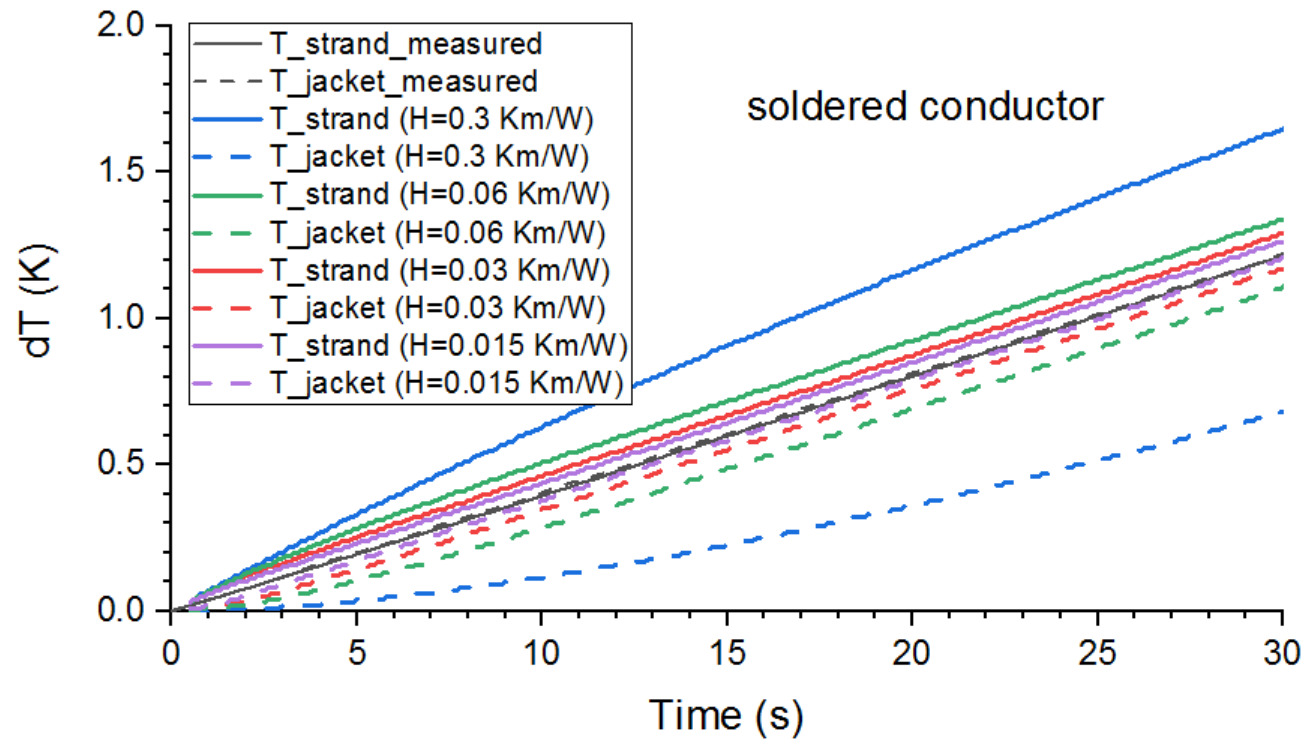 2.0
1.5
1.0
0.5
0.0
dT (K)
T_strand_measured
T_jacket_measured
T_strand (H=0.3 Km/W)
T_jacket (H=0.3 Km/W)
T_strand (H=0.06 Km/W)
T_jacket (H=0.06 Km/W)
T_strand (H=0.03 Km/W)
T_jacket (H=0.03 Km/W)
T_strand (H=0.015 Km/W)
T_jacket (H=0.015 Km/W)
soldered conductor
0 5 10 15 20 25 30
Time (s)